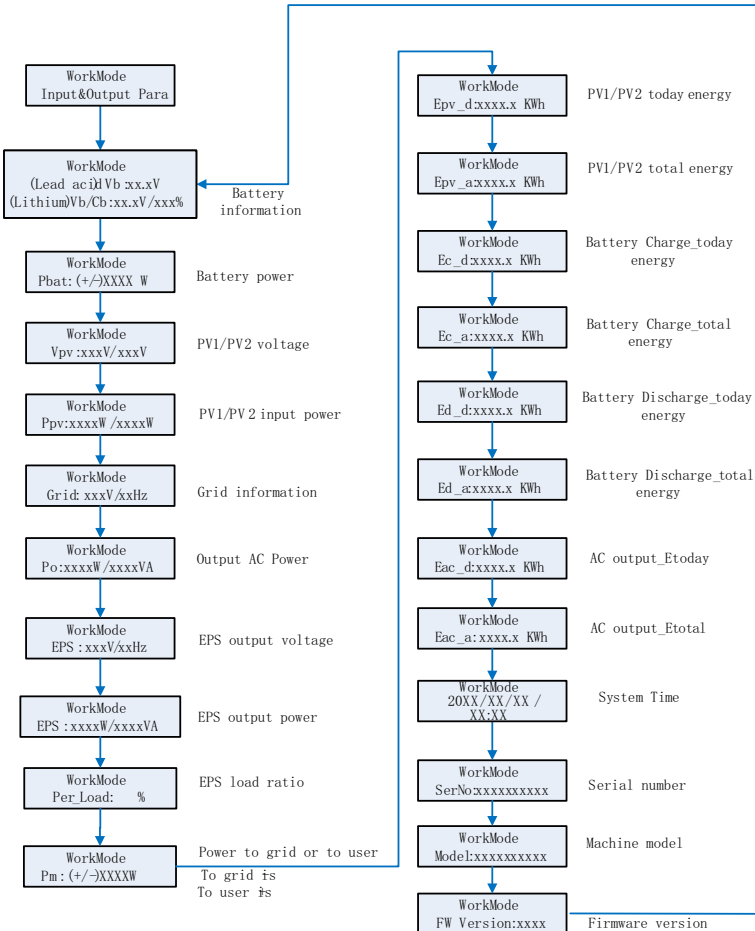 WorkMode
Input&Output Para
WorkMode
(Lead acid)Vb:xx.xV
(Lithium)Vb/Cb:xx.xV/xxx%
Battery
information
WorkMode
Pbat:(+/-)XXXX W
Battery power
WorkMode
Vpv:xxxV/xxxV
PV1/PV2 voltage
WorkMode
Ppv:xxxxW/xxxxW
PV1/PV2 input power
WorkMode
Grid:xxxV/xxHz
Grid information
WorkMode
Po:xxxxW/xxxxVA
Output AC Power
WorkMode
EPS:xxxV/xxHz
EPS output voltage
WorkMode
EPS:xxxxW/xxxxVA
EPS output power
WorkMode
Per_Load: %
EPS load ratio
WorkMode
Pm:(+/-)XXXXW
Power to grid or to user
To grid is
To user is
WorkMode
Epv_d:xxxx.x KWh
PV1/PV2 today energy
WorkMode
Epv_a:xxxx.x KWh
PV1/PV2 total energy
WorkMode
Ec_d:xxxx.x KWh
Battery Charge_today
energy
WorkMode
Ec_a:xxxx.x KWh
Battery Charge_total
energy
WorkMode
Ed_d:xxxx.x KWh
Battery Discharge_today
energy
WorkMode
Ed_a:xxxx.x KWh
Battery Discharge_total
energy
WorkMode
Eac_d:xxxx.x KWh
AC output_Etoday
WorkMode
Eac_a:xxxx.x KWh
AC output_Etotal
WorkMode
20XX/XX/XX /
XX:XX
System Time
WorkMode
SerNo:xxxxxxxxxx
Serial number
WorkMode
Model:xxxxxxxxxx
Machine model
WorkMode
FW Version:xxxx
Firmware version